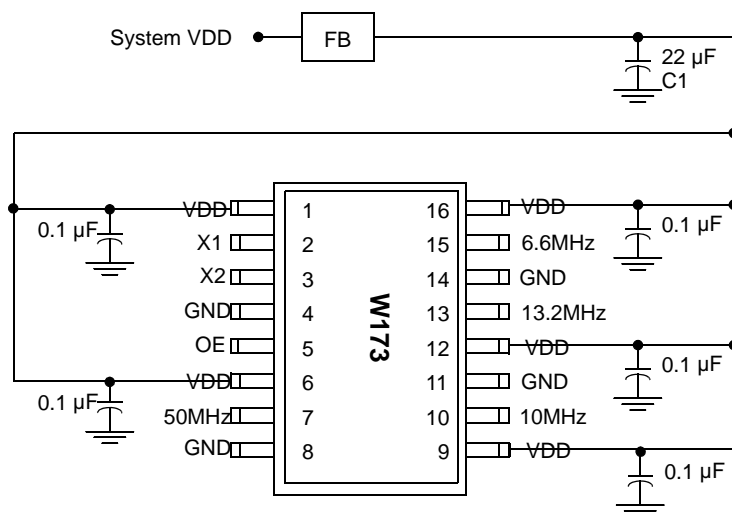 System VDD
FB
22 µF
C1
VDD 1 16 VDD
0.1 µF
0.1 µF
X1 2 15 6.6MHz
X2 3 14 GND
GND 4 13 13.2MHz
W173
OE 5 12 VDD
0.1 µF
VDD 6 11 GND
0.1 µF
50MHz 7 10 10MHz
GND 8 9 VDD
0.1 µF